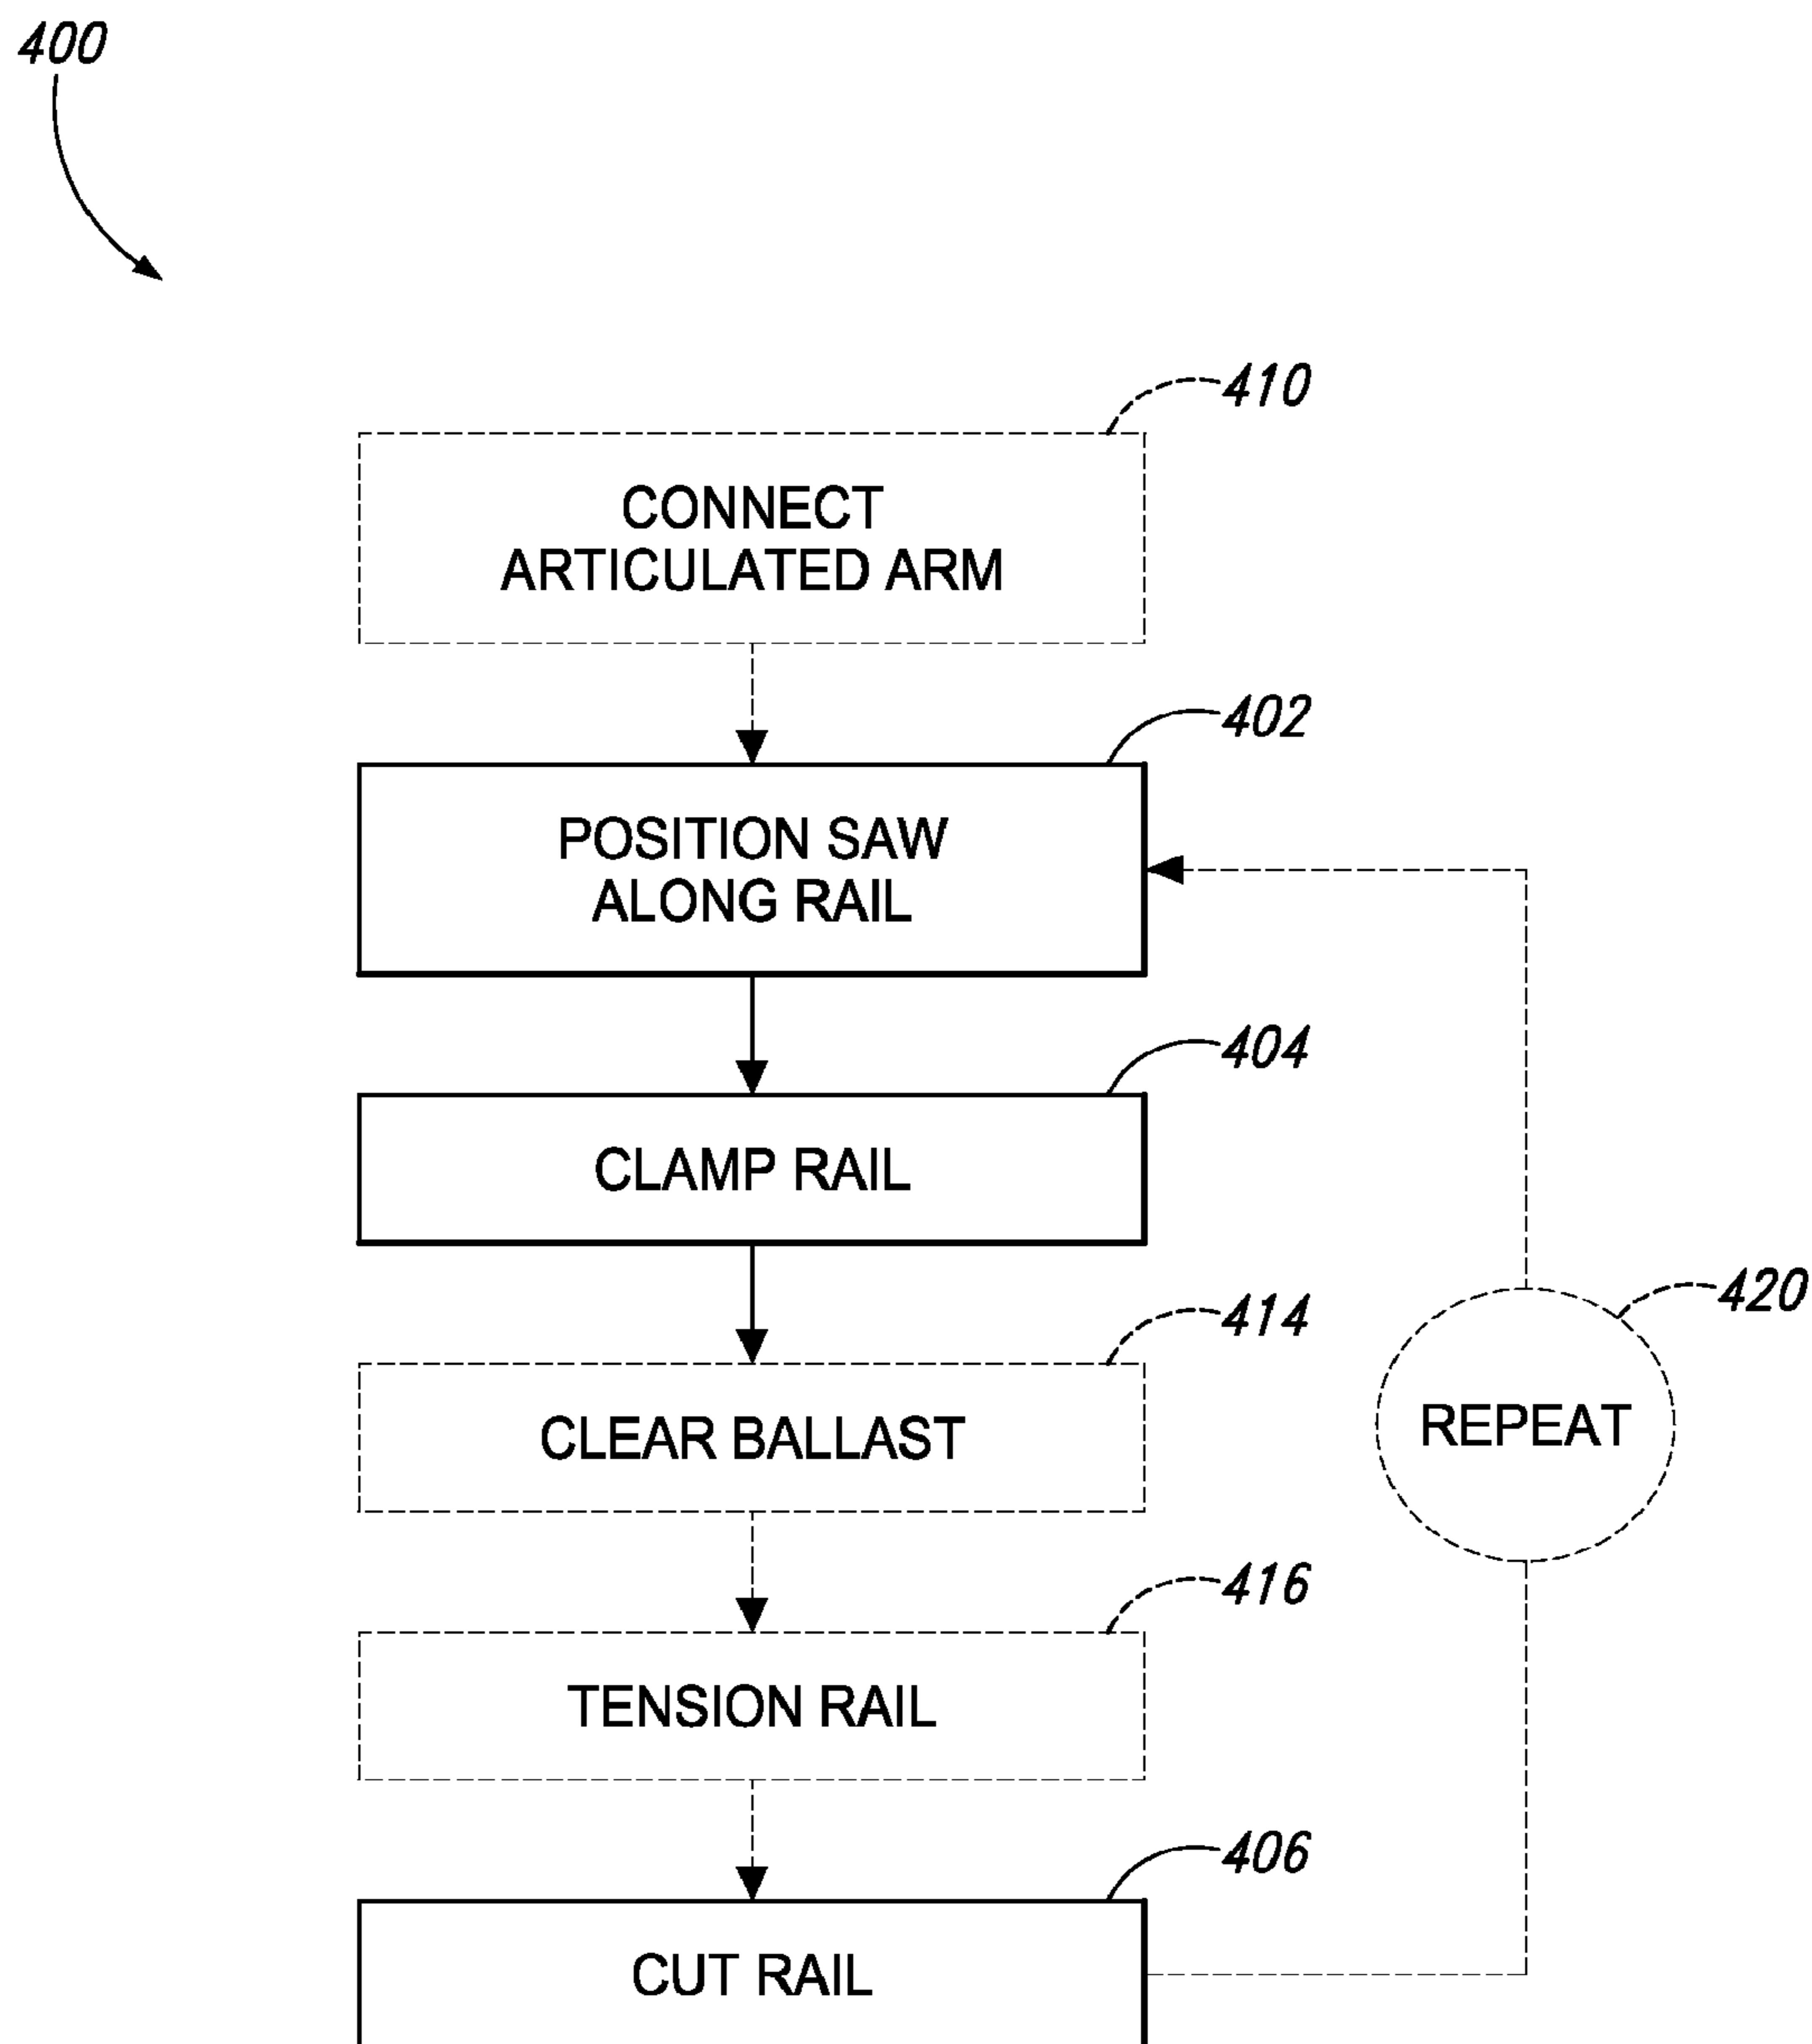 400
410
CONNECT
ARTICULATED ARM
402
POSITION SAW
ALONG RAIL
404
CLAMP RAIL
414
CLEAR BALLAST
420
REPEAT
416
TENSION RAIL
406
CUT RAIL